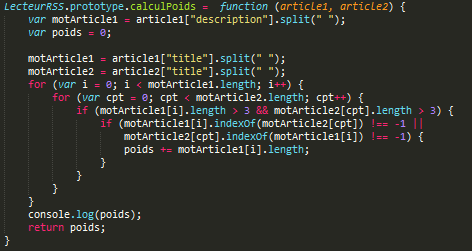 LecteurRSS.prototype.calculPoids =  function (article1, article2) {
    var motArticle1 = article1["description"].split(" ");
    var poids = 0;

    motArticle1 = article1["title"].split(" ");
    motArticle2 = article2["title"].split(" ");
    for (var i = 0; i < motArticle1.length; i++) {
        for (var cpt = 0; cpt < motArticle2.length; cpt++) {
            if (motArticle1[i].length > 3 && motArticle2[cpt].length > 3) {
                if (motArticle1[i].indexOf(motArticle2[cpt]) !== -1 ||
                    motArticle2[cpt].indexOf(motArticle1[i]) !== -1) {
                    poids += motArticle1[i].length;
                }
            }
        }
    }
    console.log(poids);
    return poids;
}